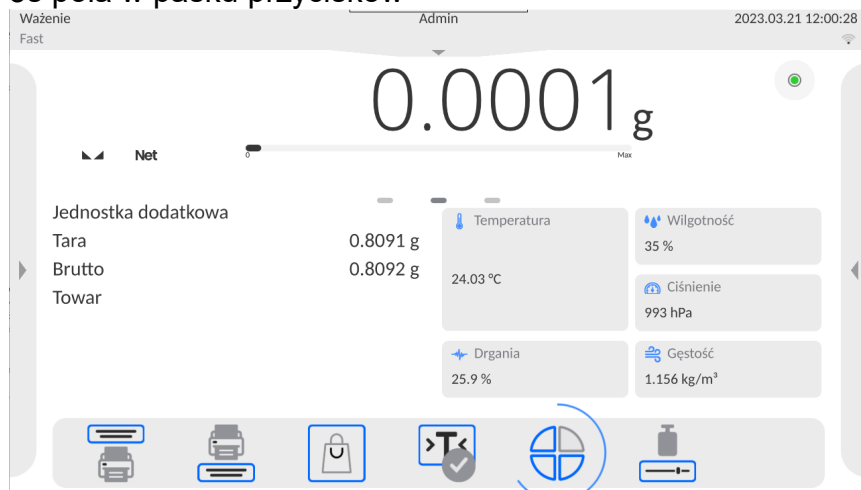 Ważenie Admin 2023.03.21 12:00:28
Fast
0.0001 g
Net 0 Max
Jednostka dodatkowa
Tara 0.8091 g
Brutto 0.8092 g
Towar
Temperatura
24.03 °C
Wilgotność
35 %
Ciśnienie
993 hPa
Drgania
25.9 %
Gęstość
1.156 kg/m³
>T<